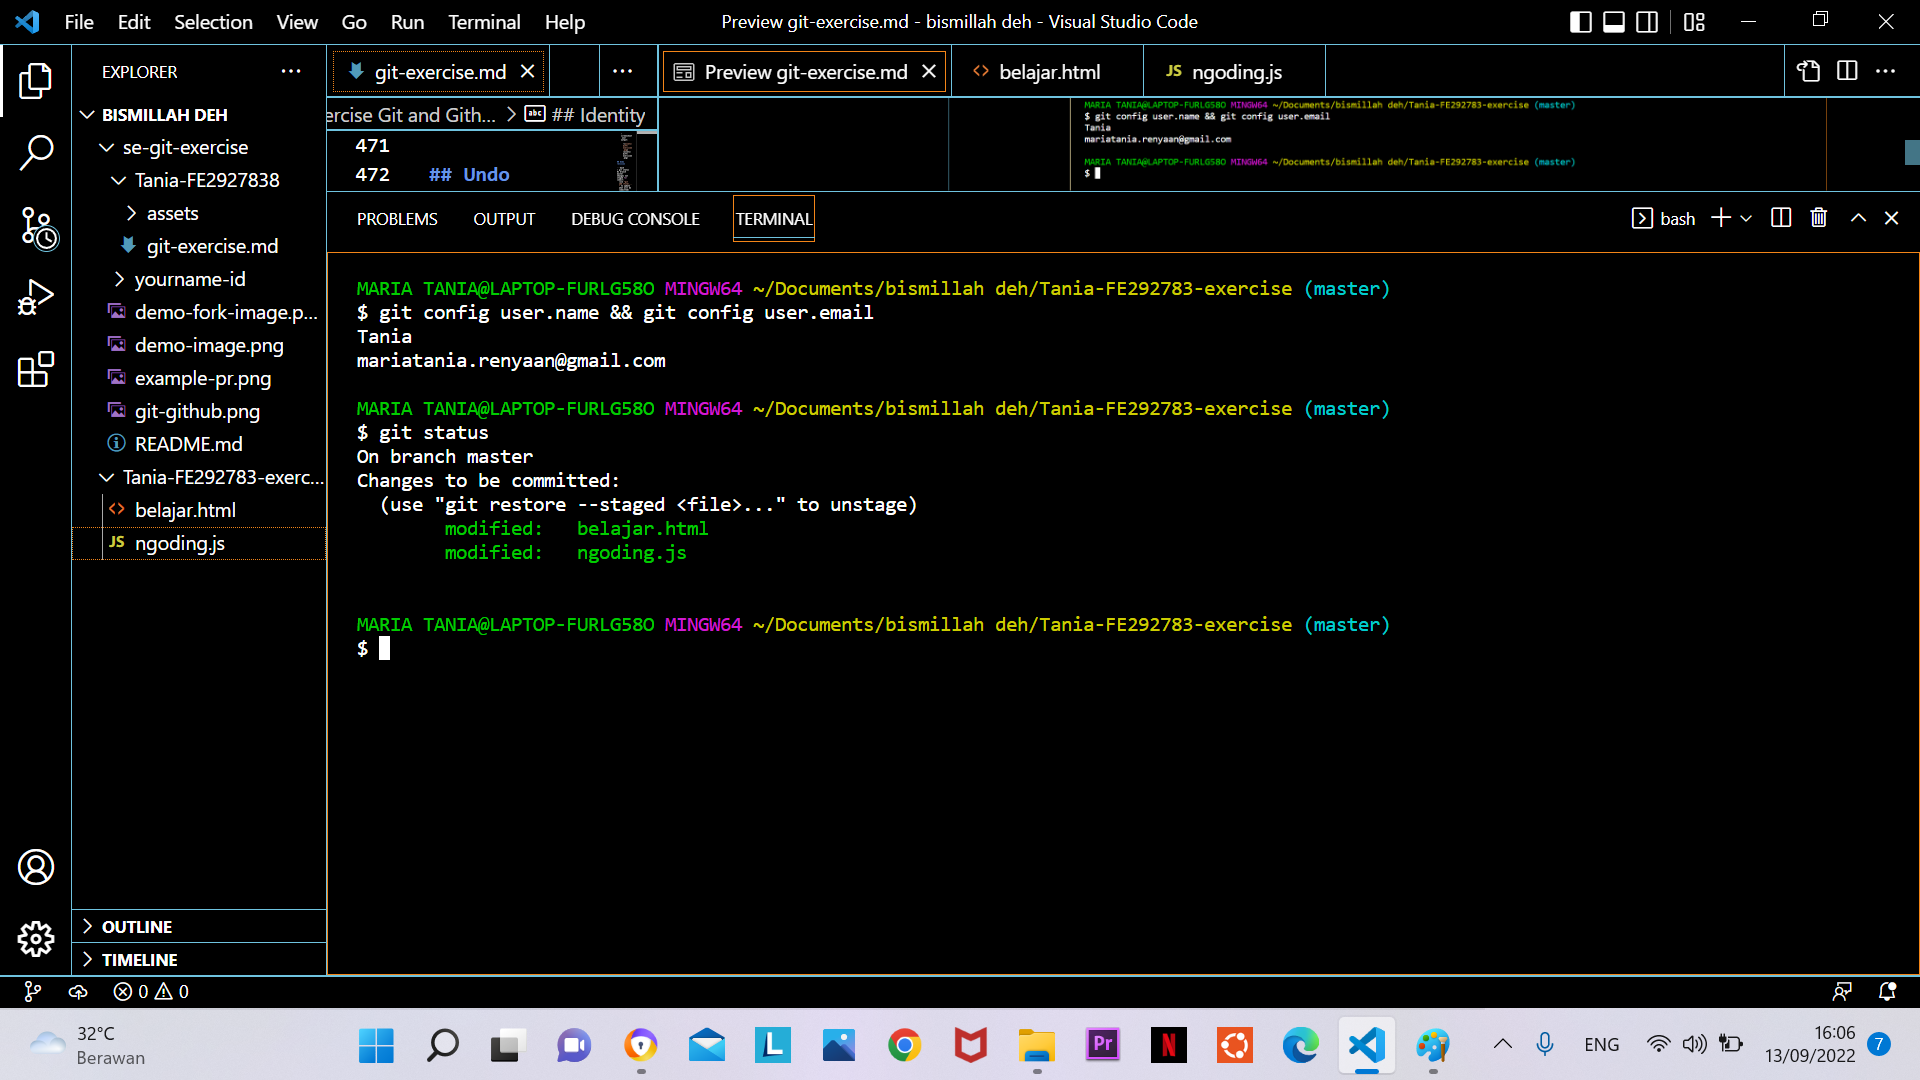 File Edit Selection View Go Run Terminal Help
Preview git-exercise.md - bismillah deh - Visual Studio Code
EXPLORER
git-exercise.md
Preview git-exercise.md
belajar.html
JS ngoding.js
BISMILLAH DEH
se-git-exercise
Tania-FE2927838
assets
git-exercise.md
yourname-id
demo-fork-image.p...
demo-image.png
example-pr.png
git-github.png
README.md
Tania-FE292783-exerc...
belajar.html
JS ngoding.js
OUTLINE
TIMELINE
ercise Git and Gith... > abc ## Identity
471
472 ## Undo
MARIA TANIA@LAPTOP-FURLG58O MINGW64 ~/Documents/bismillah deh/Tania-FE292783-exercise (master)
$ git config user.name && git config user.email
Tania
mariatania.renyaan@gmail.com
MARIA TANIA@LAPTOP-FURLG58O MINGW64 ~/Documents/bismillah deh/Tania-FE292783-exercise (master)
$
PROBLEMS OUTPUT DEBUG CONSOLE TERMINAL
bash
MARIA TANIA@LAPTOP-FURLG58O MINGW64 ~/Documents/bismillah deh/Tania-FE292783-exercise (master)
$ git config user.name && git config user.email
Tania
mariatania.renyaan@gmail.com
MARIA TANIA@LAPTOP-FURLG58O MINGW64 ~/Documents/bismillah deh/Tania-FE292783-exercise (master)
$ git status
On branch master
Changes to be committed:
(use "git restore --staged <file>..." to unstage)
modified: belajar.html
modified: ngoding.js
MARIA TANIA@LAPTOP-FURLG58O MINGW64 ~/Documents/bismillah deh/Tania-FE292783-exercise (master)
$
0 0
32°C
Berawan
L
Pr
N
ENG
16:06
13/09/2022
7